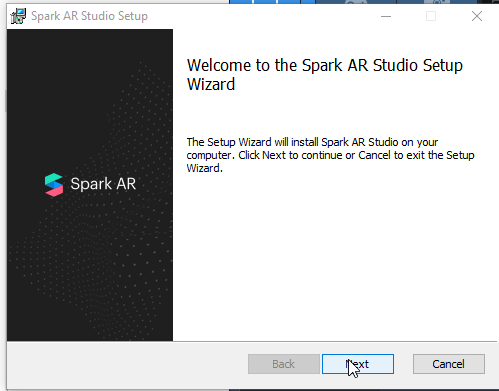 Spark AR Studio Setup
Welcome to the Spark AR Studio Setup
Wizard
The Setup Wizard will install Spark AR Studio on your
computer. Click Next to continue or Cancel to exit the Setup
Wizard.
Spark AR
Back
Next
Cancel